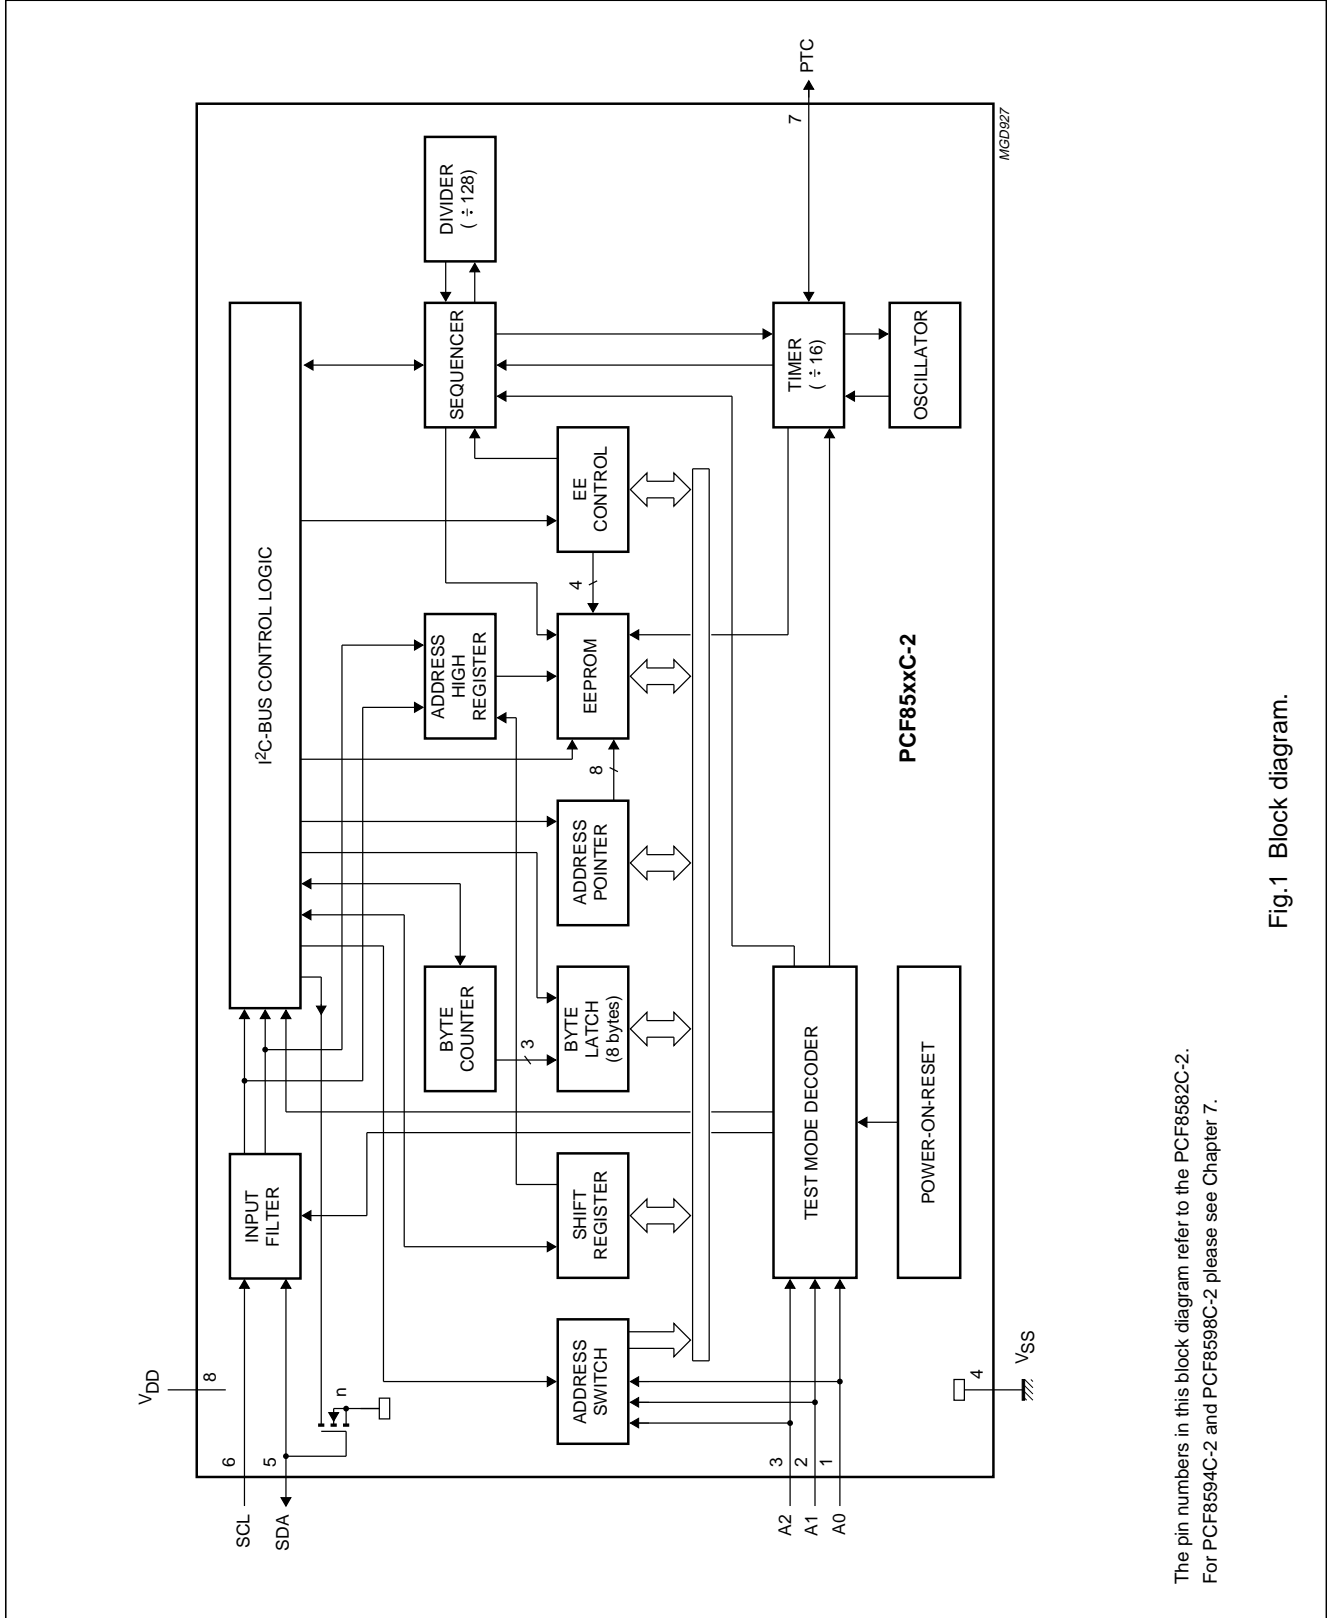 VDD
8
SCL
6
SDA
5
n
INPUT
FILTER
I2C-BUS CONTROL LOGIC
ADDRESS
SWITCH
SHIFT
REGISTER
BYTE
COUNTER
3
BYTE
LATCH
(8 bytes)
ADDRESS
POINTER
8
ADDRESS
HIGH
REGISTER
EEPROM
4
EE
CONTROL
SEQUENCER
DIVIDER
( ÷ 128)
A2
3
A1
2
A0
1
TEST MODE DECODER
POWER-ON-RESET
TIMER
( ÷ 16)
OSCILLATOR
7
PTC
PCF85xxC-2
4
VSS
MGD927
The pin numbers in this block diagram refer to the PCF8582C-2.
For PCF8594C-2 and PCF8598C-2 please see Chapter 7.
Fig.1 Block diagram.